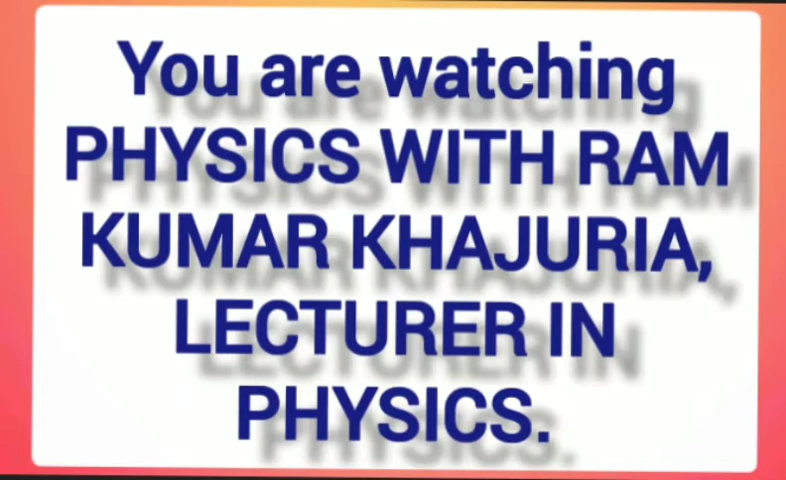 You are watching
PHYSICS WITH RAM
KUMAR KHAJURIA,
LECTURER IN
PHYSICS.